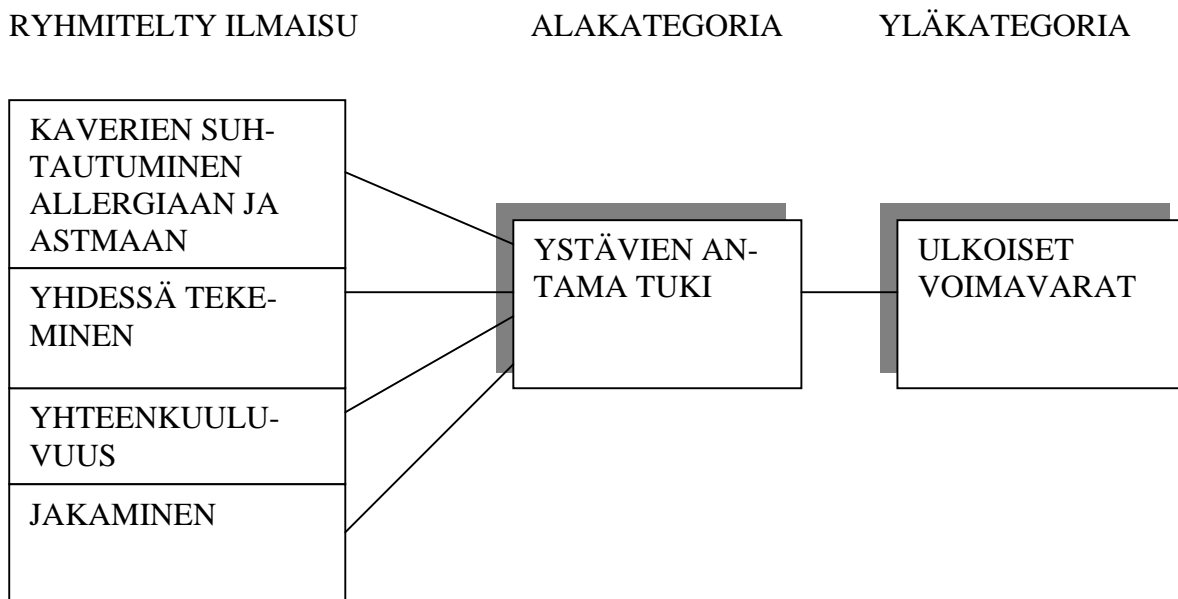 RYHMITELTY ILMAISU ALAKATEGORIA YLÄKATEGORIA
KAVERIEN SUH-
TAUTUMINEN
ALLERGIAAN JA
ASTMAAN
YHDESSÄ TEKE-
MINEN
YHTEENKUULU-
VUUS
JAKAMINEN
YSTÄVIEN AN-
TAMA TUKI
ULKOISET
VOIMAVARAT